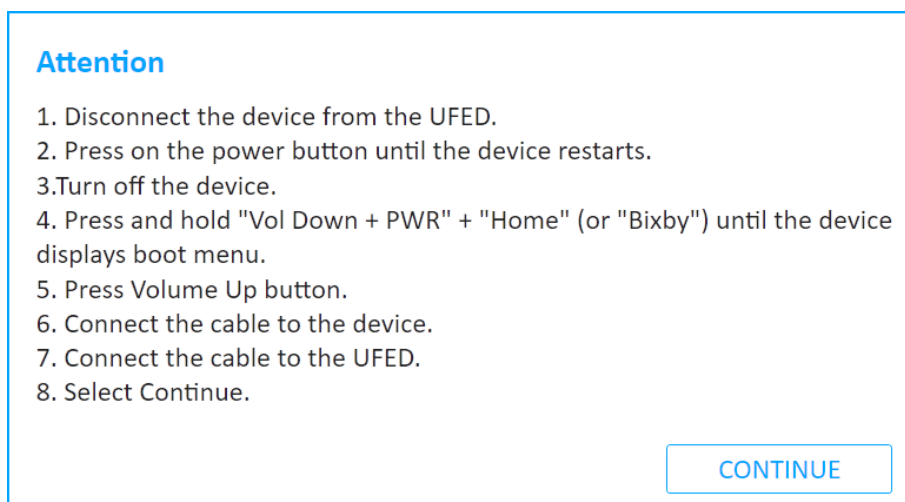 Attention
1. Disconnect the device from the UFED.
2. Press on the power button until the device restarts.
3.Turn off the device.
4. Press and hold "Vol Down + PWR" + "Home" (or "Bixby") until the device
displays boot menu.
5. Press Volume Up button.
6. Connect the cable to the device.
7. Connect the cable to the UFED.
8. Select Continue.
CONTINUE